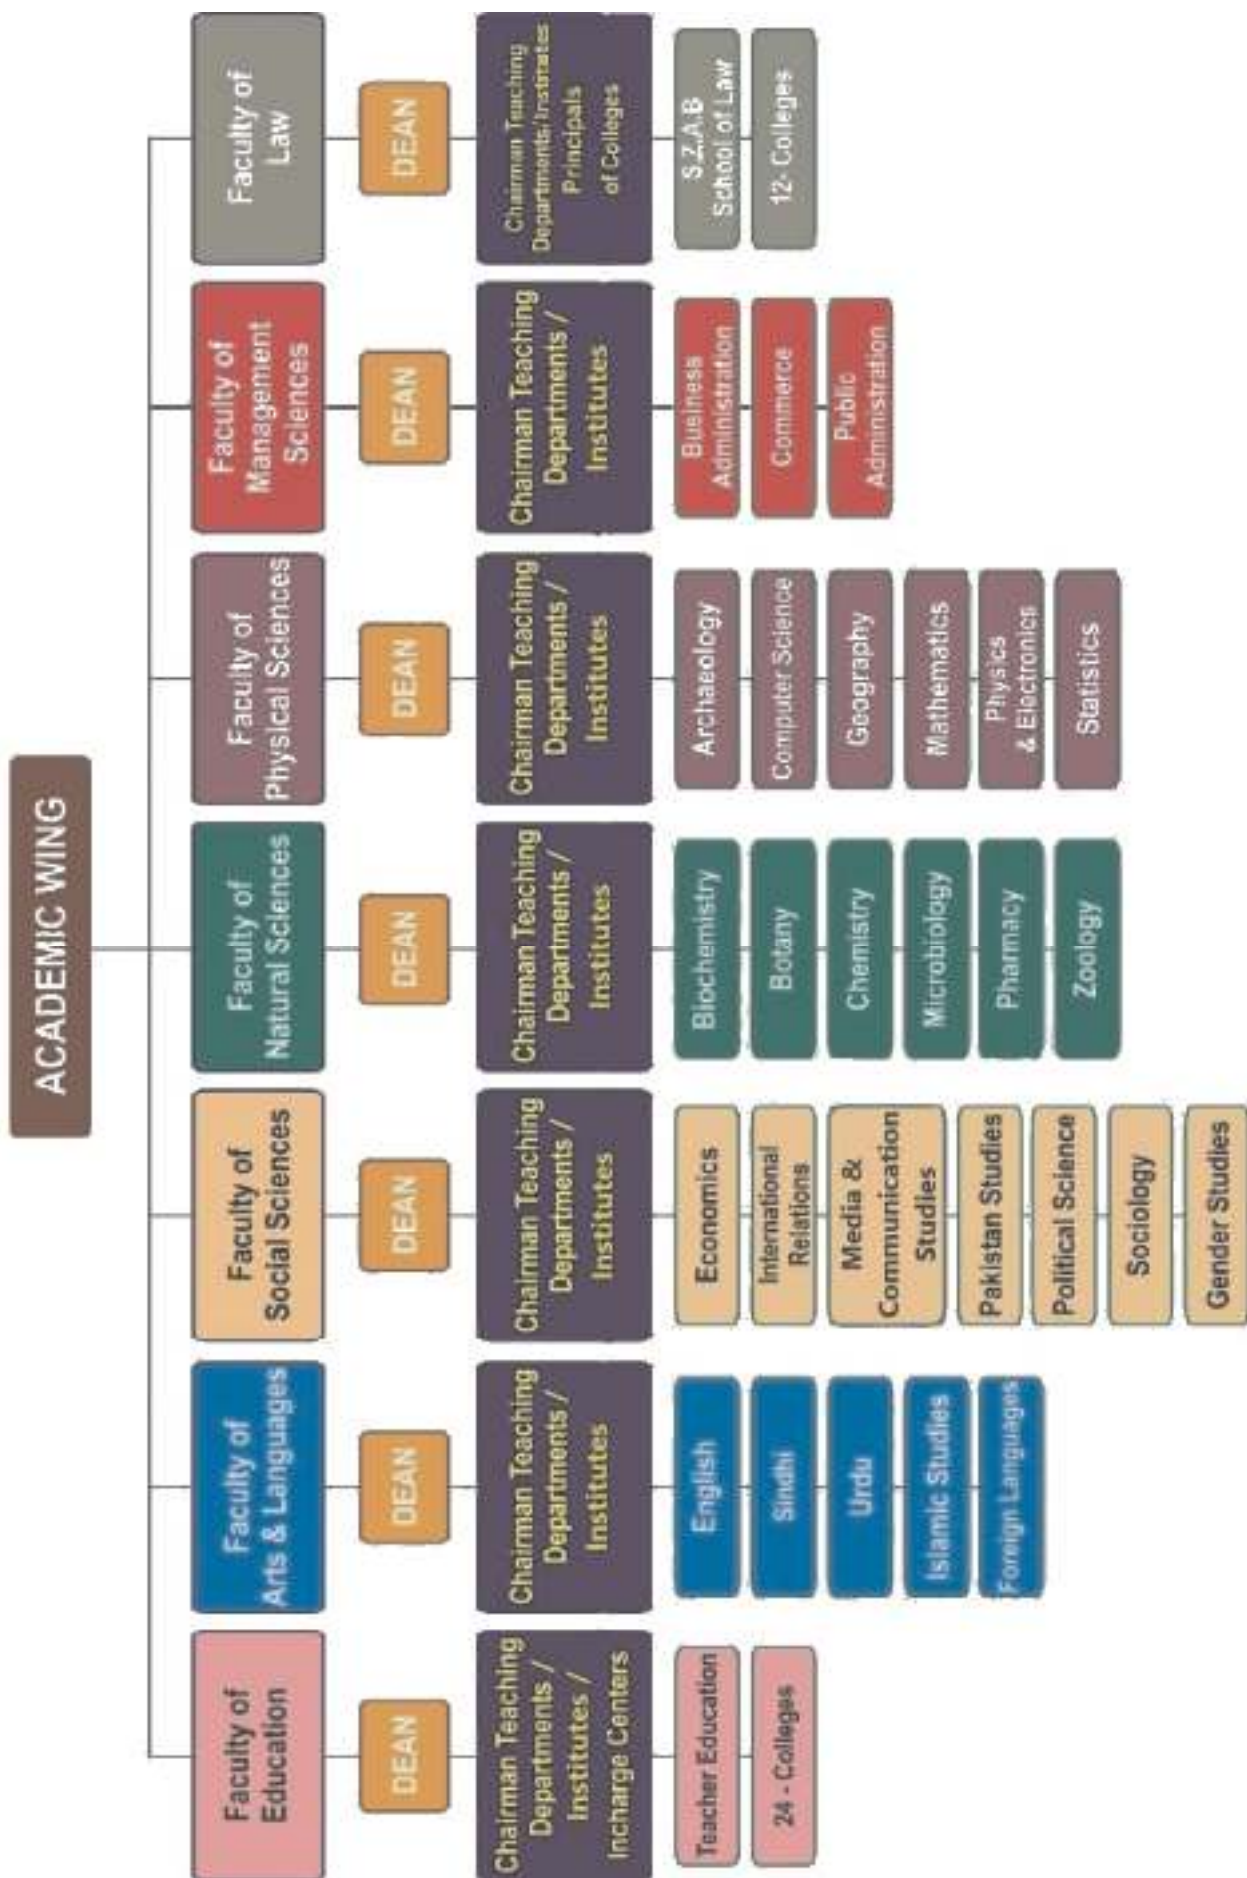 ACADEMIC WING
Faculty of
Education
DEAN
Chairman Teaching
Departments /
Institutes /
Incharge Centers
Teacher Education
24 - Colleges
Faculty of
Arts & Languages
DEAN
Chairman Teaching
Departments /
Institutes
English
Sindhi
Urdu
Islamic Studies
Foreign Languages
Faculty of
Social Sciences
DEAN
Chairman Teaching
Departments /
Institutes
Economics
International
Relations
Media &
Communication
Studies
Pakistan Studies
Political Science
Sociology
Gender Studies
Faculty of
Natural Sciences
DEAN
Chairman Teaching
Departments /
Institutes
Biochemistry
Botany
Chemistry
Microbiology
Pharmacy
Zoology
Faculty of
Physical Sciences
DEAN
Chairman Teaching
Departments /
Institutes
Archaeology
Computer Science
Geography
Mathematics
Physics
& Electronics
Statistics
Faculty of
Management
Sciences
DEAN
Chairman Teaching
Departments /
Institutes
Business
Administration
Commerce
Public
Administration
Faculty of
Law
DEAN
Chairman Teaching
Departments/Institutes
Principals
of Colleges
S.Z.A.B
School of Law
12- Colleges